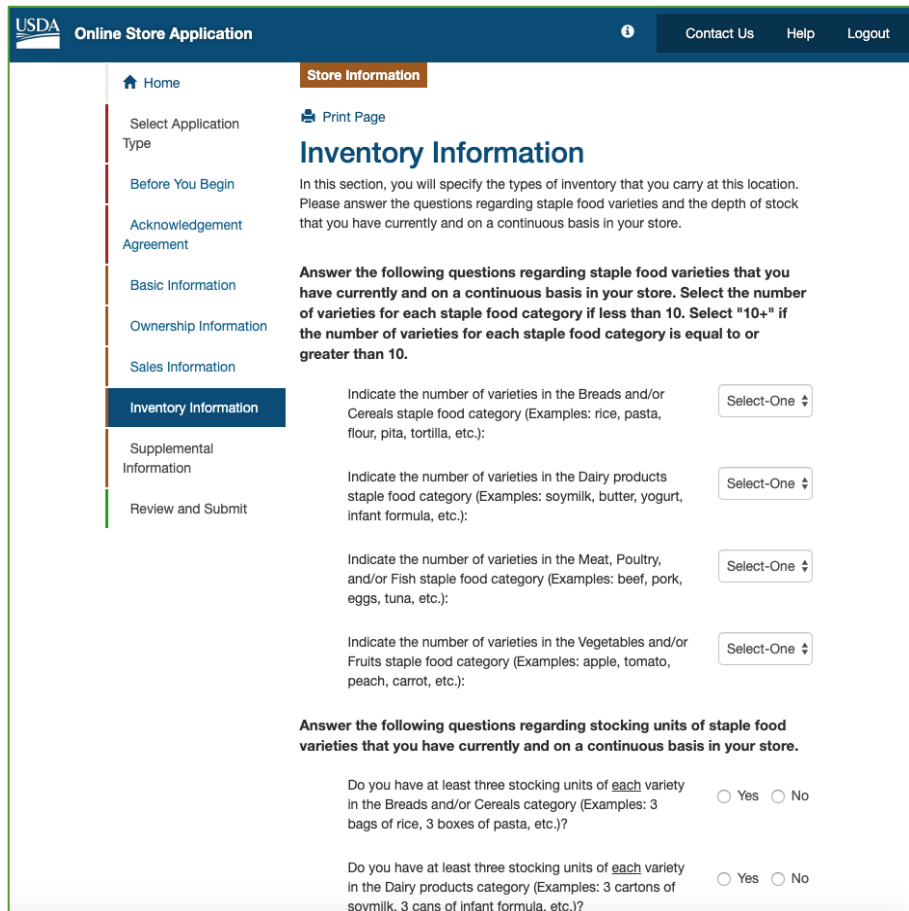 USDA
Online Store Application
Contact Us
Help
Logout
Home
Select Application
Type
Before You Begin
Acknowledgement
Agreement
Basic Information
Ownership Information
Sales Information
Inventory Information
Supplemental
Information
Review and Submit
Store Information
Print Page
Inventory Information
In this section, you will specify the types of inventory that you carry at this location.
Please answer the questions regarding staple food varieties and the depth of stock
that you have currently and on a continuous basis in your store.
Answer the following questions regarding staple food varieties that you
have currently and on a continuous basis in your store. Select the number
of varieties for each staple food category if less than 10. Select "10+" if
the number of varieties for each staple food category is equal to or
greater than 10.
Indicate the number of varieties in the Breads and/or
Cereals staple food category (Examples: rice, pasta,
flour, pita, tortilla, etc.):
Select-One
Indicate the number of varieties in the Dairy products
staple food category (Examples: soymilk, butter, yogurt,
infant formula, etc.):
Select-One
Indicate the number of varieties in the Meat, Poultry,
and/or Fish staple food category (Examples: beef, pork,
eggs, tuna, etc.):
Select-One
Indicate the number of varieties in the Vegetables and/or
Fruits staple food category (Examples: apple, tomato,
peach, carrot, etc.):
Select-One
Answer the following questions regarding stocking units of staple food
varieties that you have currently and on a continuous basis in your store.
Do you have at least three stocking units of each variety
in the Breads and/or Cereals category (Examples: 3
bags of rice, 3 boxes of pasta, etc.)?
Yes No
Do you have at least three stocking units of each variety
in the Dairy products category (Examples: 3 cartons of
soymilk, 3 cans of infant formula, etc.)?
Yes No